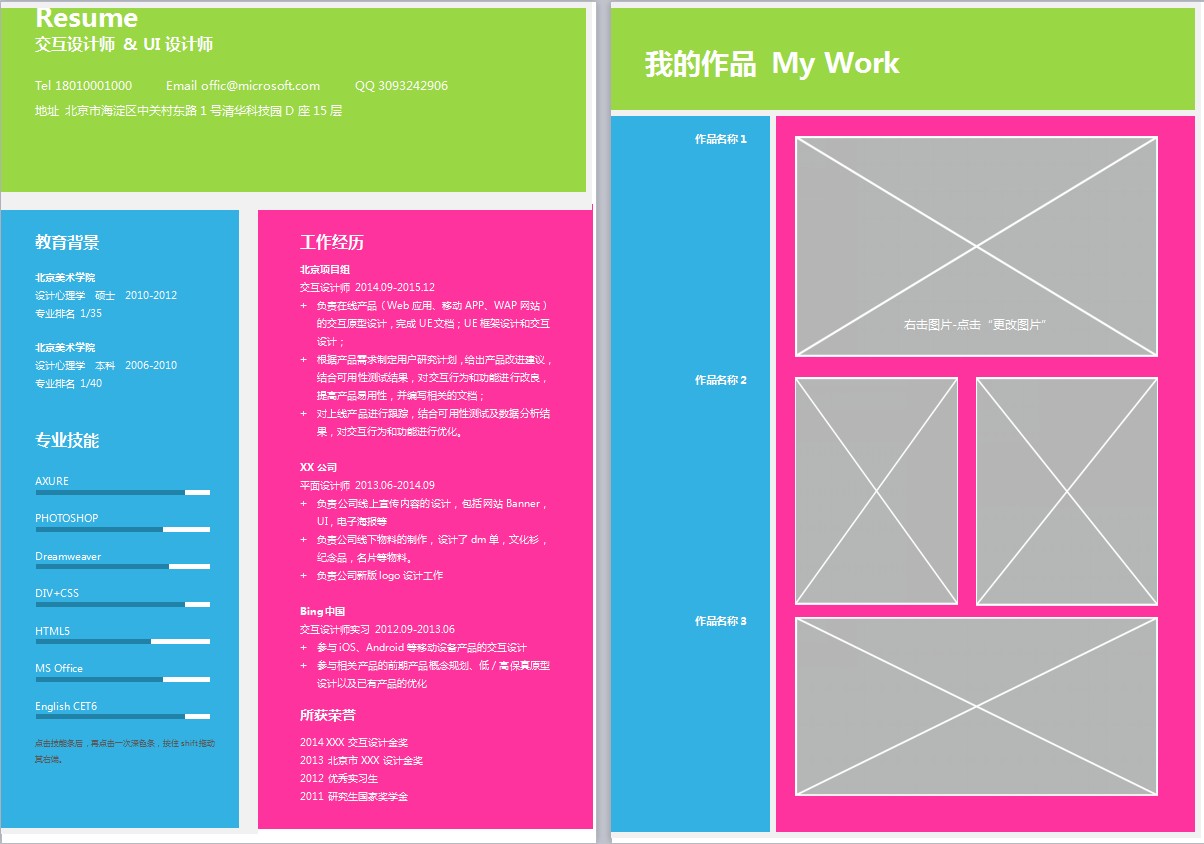 Resume
交互设计师 & UI 设计师
Tel 18010001000 Email offic@microsoft.com QQ 3093242906
地址 北京市海淀区中关村东路 1 号清华科技园 D 座 15 层
教育背景
北京美术学院
设计心理学 硕士 2010-2012
专业排名 1/35
北京美术学院
设计心理学 本科 2006-2010
专业排名 1/40
专业技能
AXURE
PHOTOSHOP
Dreamweaver
DIV+CSS
HTML5
MS Office
English CET6
点击技能条后，再点击一次深色条，按住 shift 拖动
其右端。
工作经历
北京项目组
交互设计师 2014.09-2015.12
+ 负责在线产品（Web 应用、移动 APP、WAP 网站）
的交互原型设计，完成 UE 文档；UE 框架设计和交互
设计；
+ 根据产品需求制定用户研究计划，给出产品改进建议，
结合可用性测试结果，对交互行为和功能进行改良，
提高产品易用性，并编写相关的文档；
+ 对上线产品进行跟踪，结合可用性测试及数据分析结
果，对交互行为和功能进行优化。
XX 公司
平面设计师 2013.06-2014.09
+ 负责公司线上宣传内容的设计，包括网站 Banner，
UI，电子海报等
+ 负责公司线下物料的制作，设计了 dm 单，文化衫，
纪念品，名片等物料。
+ 负责公司新版 logo 设计工作
Bing 中国
交互设计师实习 2012.09-2013.06
+ 参与 iOS、Android 等移动设备产品的交互设计
+ 参与相关产品的前期产品概念规划、低 / 高保真原型
设计以及已有产品的优化
所获荣誉
2014 XXX 交互设计金奖
2013 北京市 XXX 设计金奖
2012 优秀实习生
2011 研究生国家奖学金
我的作品 My Work
作品名称 1
右击图片-点击“更改图片”
作品名称 2
作品名称 3